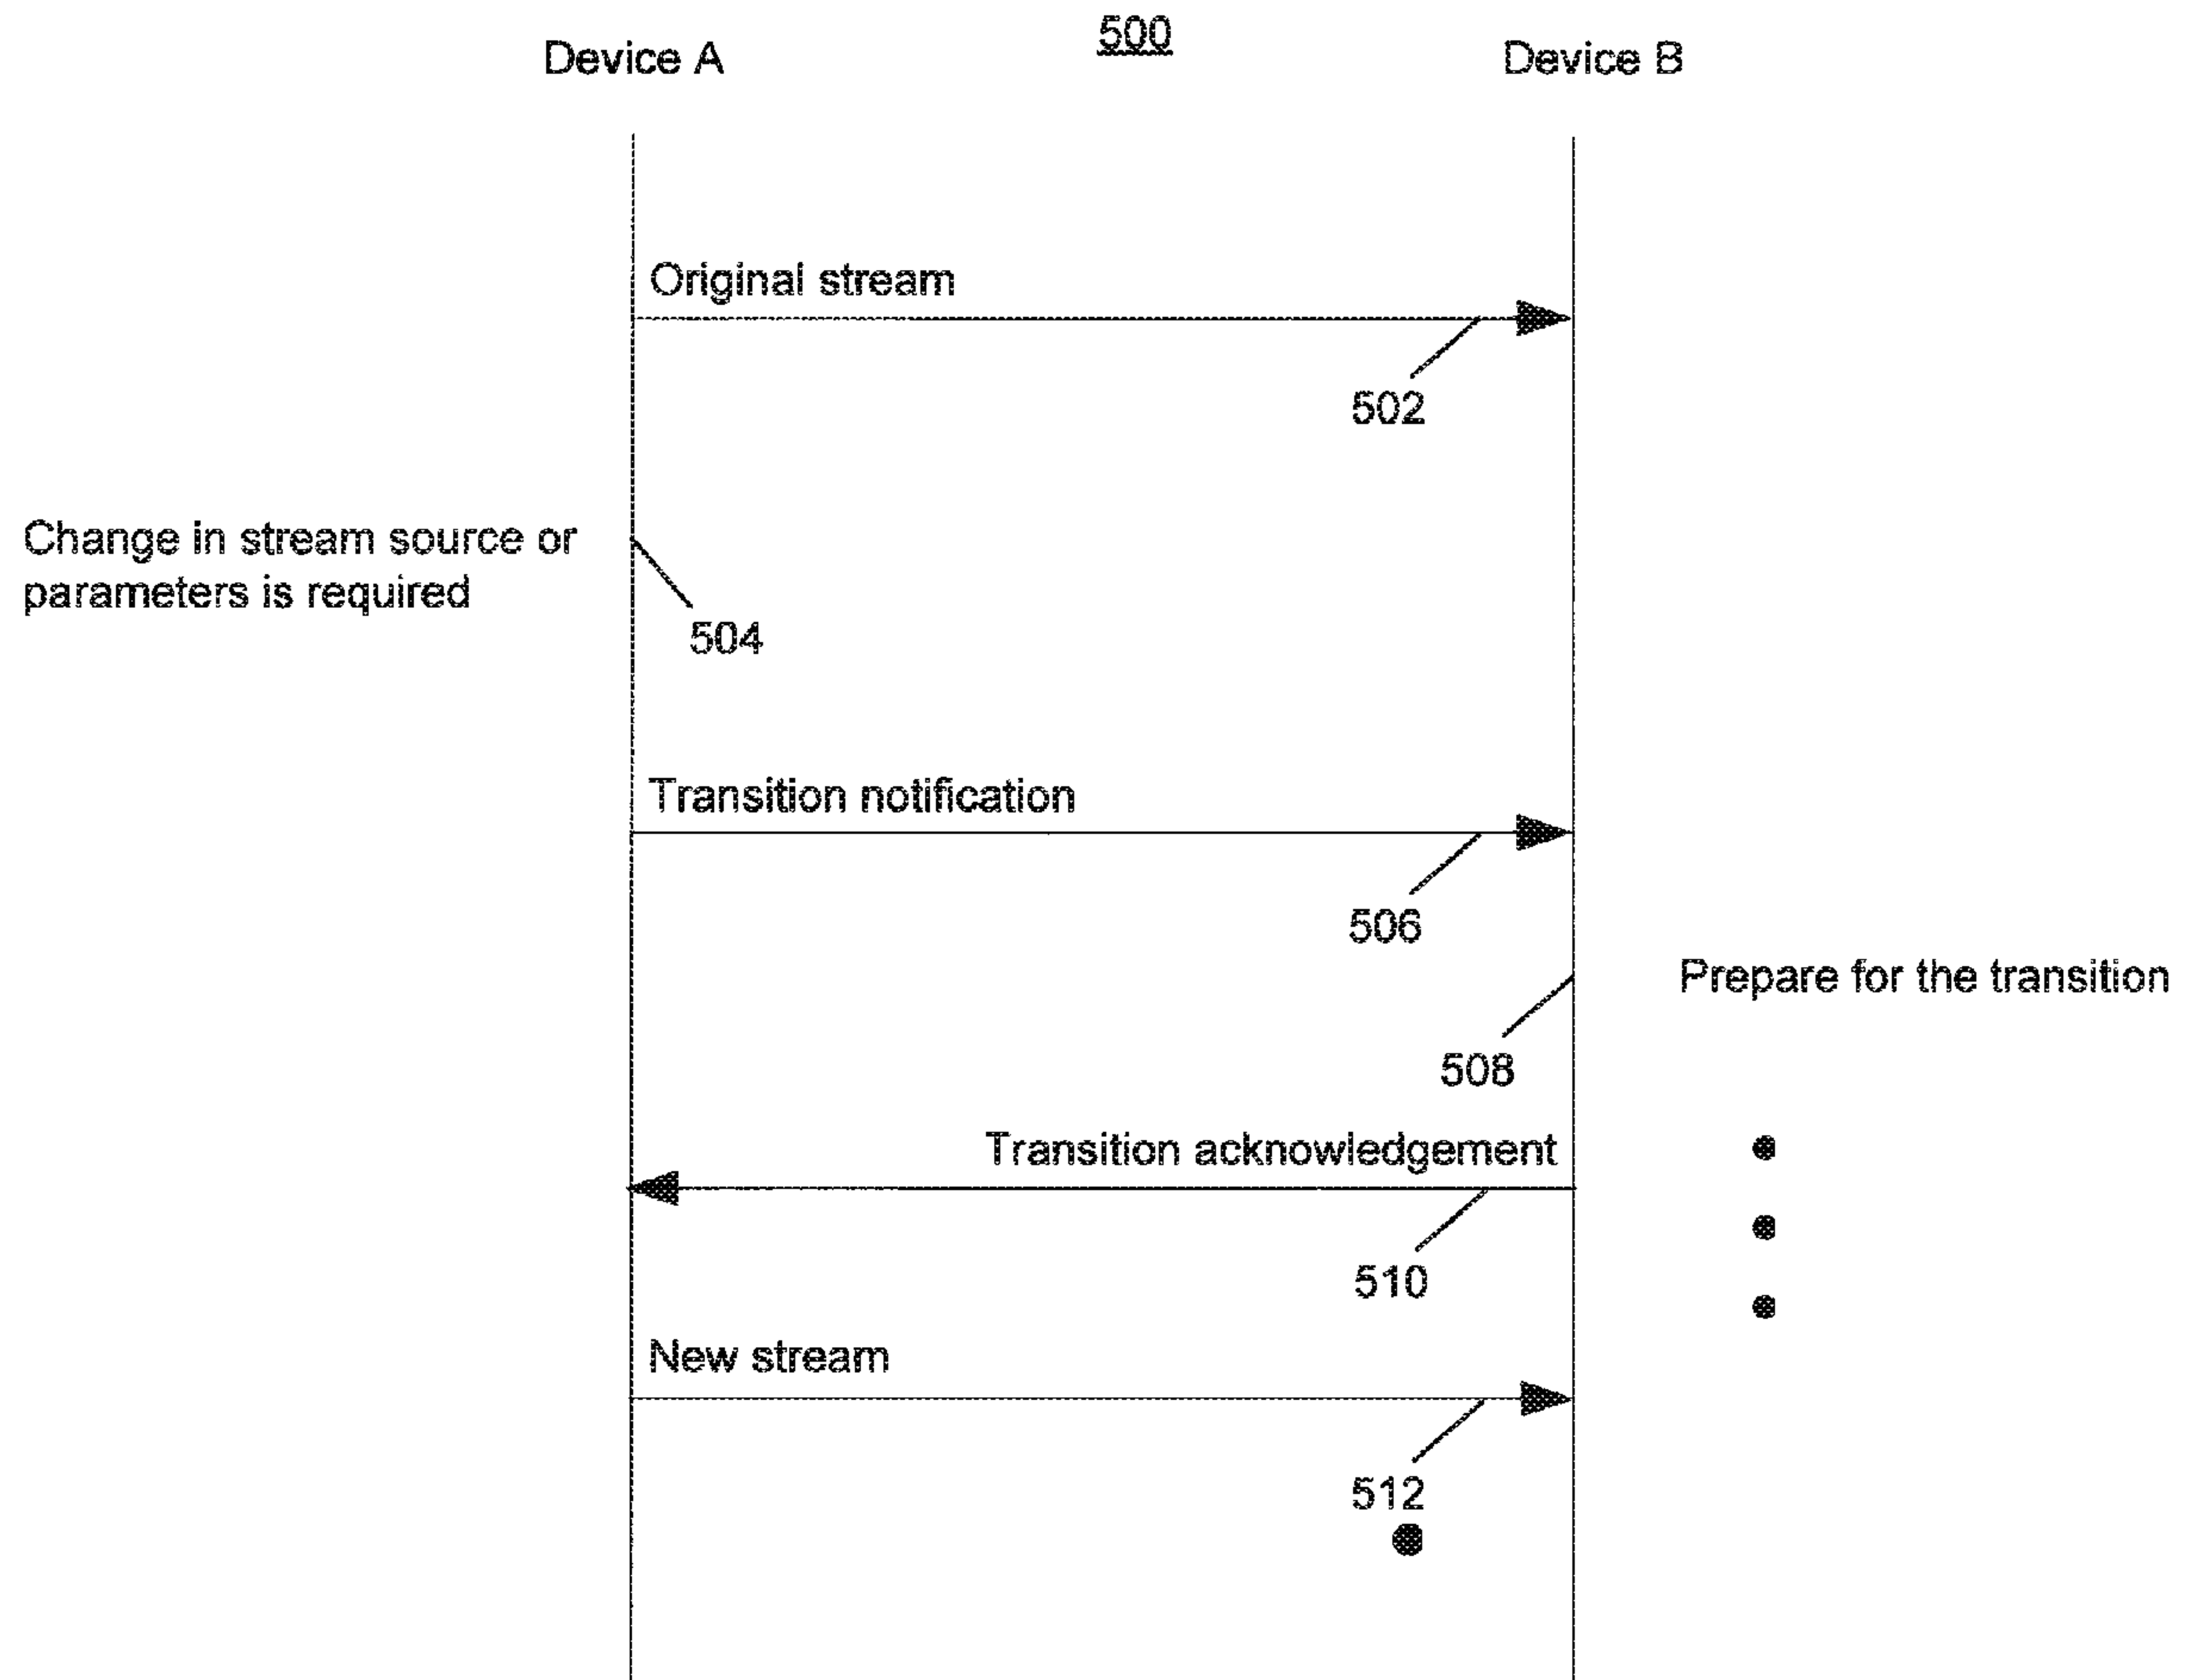 500
Device A
Device B
Original stream
502
Change in stream source or
parameters is required
504
Transition notification
506
Prepare for the transition
508
Transition acknowledgement
510
New stream
512